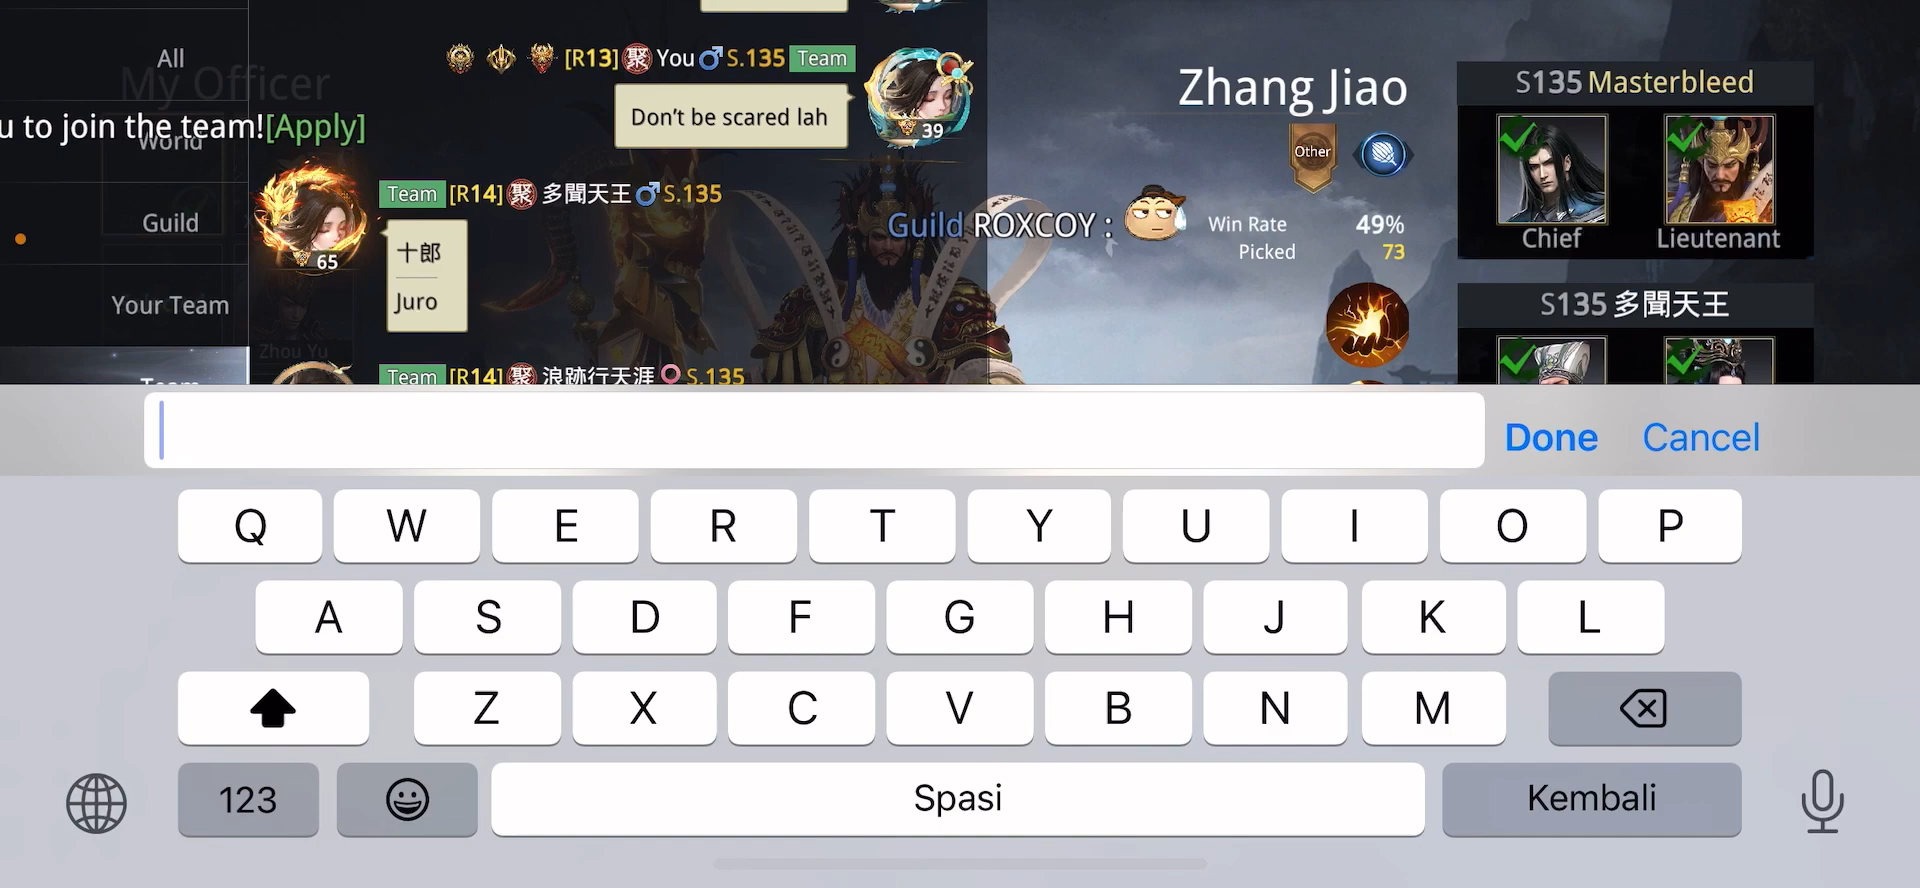 All
My Officer
u to join the team![Apply]
World
Guild
Your Team
Team
[R13] 聚 You S.135 Team
Don't be scared lah
39
Team [R14] 聚 多聞天王 S.135
65
十郎
Juro
Zhou Yu
Team [R14] 聚 浪跡行天涯 S.135
Guild ROXCOY :
Zhang Jiao
Other
Win Rate 49%
Picked 73
S135 Masterbleed
Chief Lieutenant
S135 多聞天王
Done Cancel
Q W E R T Y U I O P
A S D F G H J K L
Z X C V B N M
123 Spasi Kembali